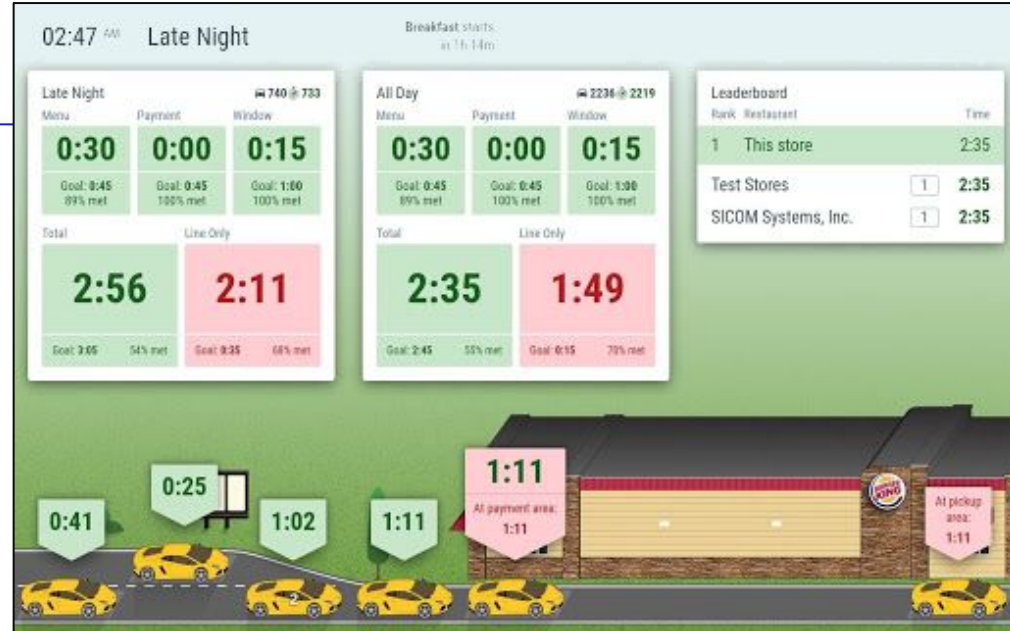 02:47 AM Late Night
Breakfast starts
in 1h 14m
Late Night 740 733
Menu Payment Window
0:30 0:00 0:15
Goal: 0:45 Goal: 0:45 Goal: 1:00
89% met 100% met 100% met
Total Line Only
2:56 2:11
Goal: 3:05 54% met Goal: 0:35 68% met
All Day 2236 2219
Menu Payment Window
0:30 0:00 0:15
Goal: 0:45 Goal: 0:45 Goal: 1:00
89% met 100% met 100% met
Total Line Only
2:35 1:49
Goal: 2:45 55% met Goal: 0:15 70% met
Leaderboard
Rank Restaurant Time
1 This store 2:35
Test Stores 1 2:35
SICOM Systems, Inc. 1 2:35
0:41
0:25
1:02
1:11
1:11
At payment area:
1:11
BURGER
KING
At pickup
area:
1:11
2